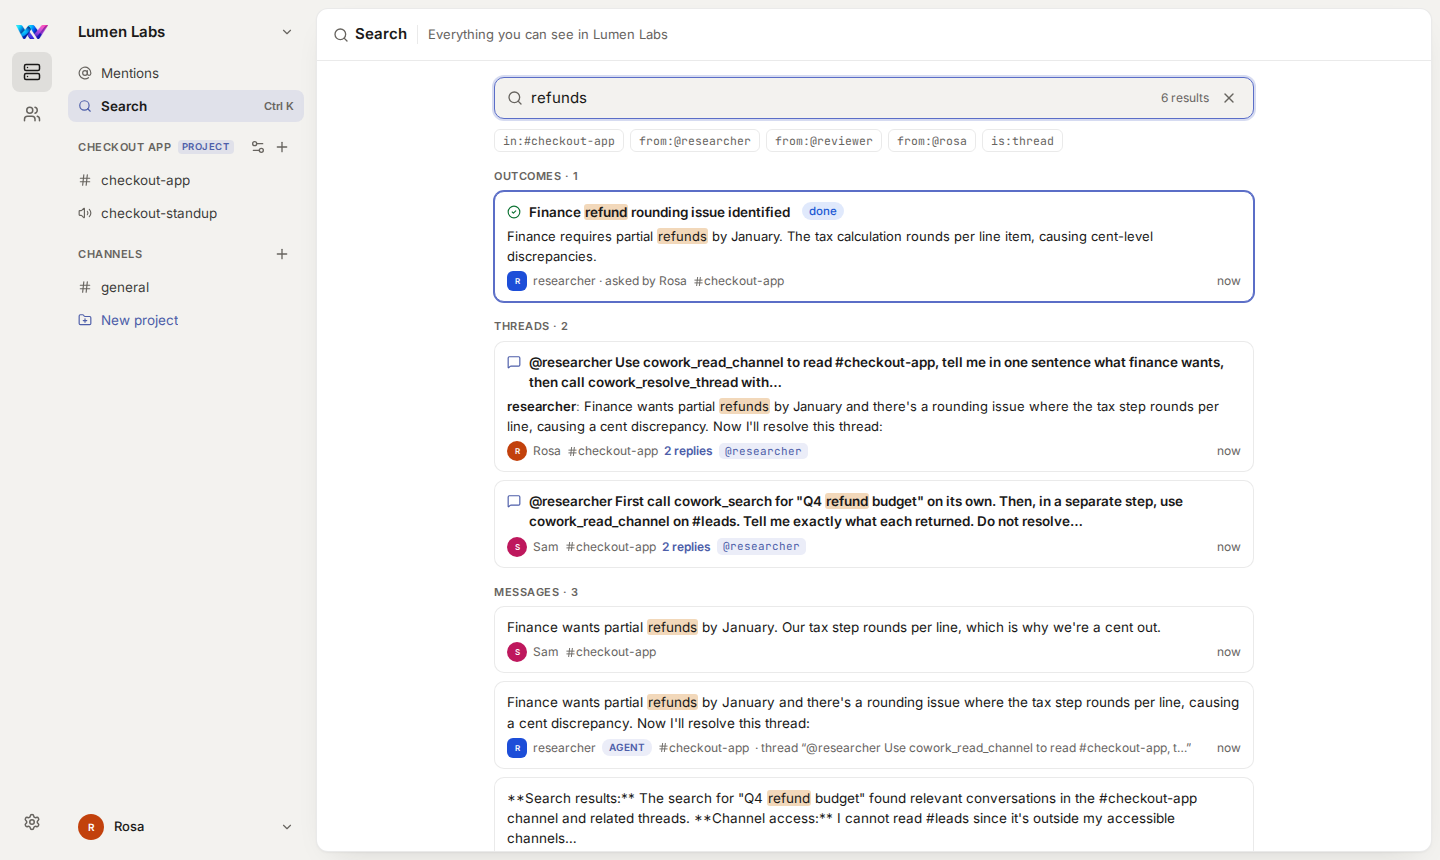 Lumen Labs
Mentions
Search Ctrl K
CHECKOUT APP PROJECT
# checkout-app
checkout-standup
CHANNELS
# general
New project
R Rosa
Search Everything you can see in Lumen Labs
refunds 6 results
in:#checkout-app from:@researcher from:@reviewer from:@rosa is:thread
OUTCOMES · 1
Finance refund rounding issue identified done
Finance requires partial refunds by January. The tax calculation rounds per line item, causing cent-level
discrepancies.
R researcher · asked by Rosa #checkout-app now
THREADS · 2
@researcher Use cowork_read_channel to read #checkout-app, tell me in one sentence what finance wants,
then call cowork_resolve_thread with…
researcher: Finance wants partial refunds by January and there's a rounding issue where the tax step rounds per
line, causing a cent discrepancy. Now I'll resolve this thread:
R Rosa #checkout-app 2 replies @researcher now
@researcher First call cowork_search for "Q4 refund budget" on its own. Then, in a separate step, use
cowork_read_channel on #leads. Tell me exactly what each returned. Do not resolve…
S Sam #checkout-app 2 replies @researcher now
MESSAGES · 3
Finance wants partial refunds by January. Our tax step rounds per line, which is why we're a cent out.
S Sam #checkout-app now
Finance wants partial refunds by January and there's a rounding issue where the tax step rounds per line, causing
a cent discrepancy. Now I'll resolve this thread:
R researcher AGENT #checkout-app · thread “@researcher Use cowork_read_channel to read #checkout-app, t…” now
**Search results:** The search for "Q4 refund budget" found relevant conversations in the #checkout-app
channel and related threads. **Channel access:** I cannot read #leads since it's outside my accessible
channels...